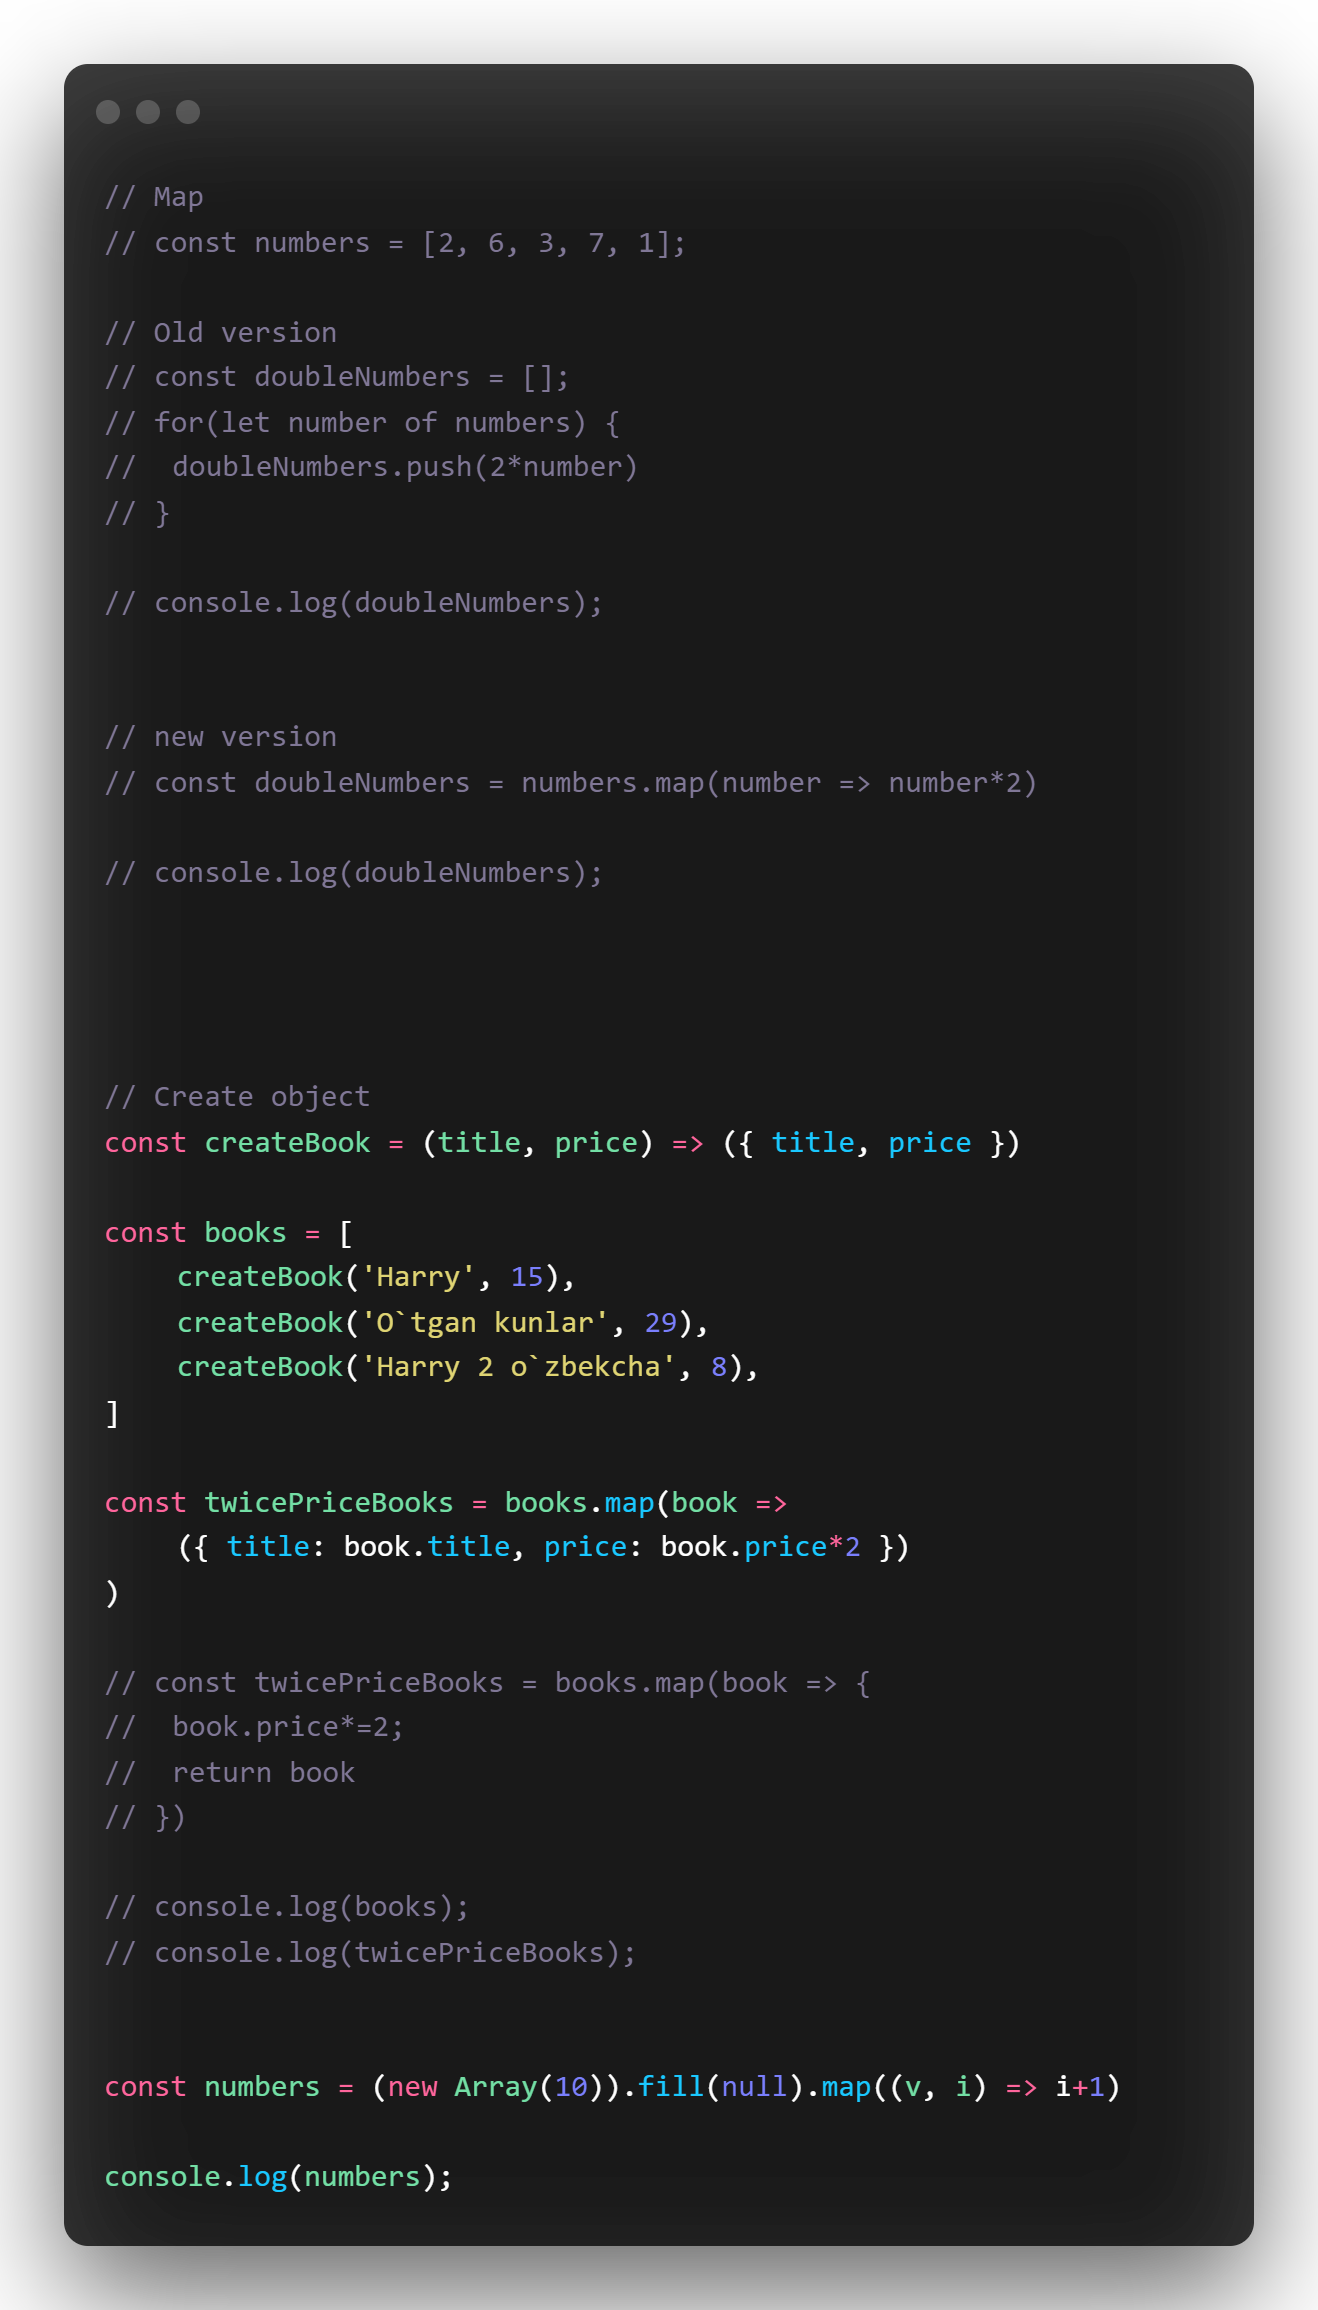 // Map
// const numbers = [2, 6, 3, 7, 1];
// Old version
// const doubleNumbers = [];
// for(let number of numbers) {
//  doubleNumbers.push(2*number)
// }
// console.log(doubleNumbers);
// new version
// const doubleNumbers = numbers.map(number => number*2)
// console.log(doubleNumbers);
// Create object
const createBook = (title, price) => ({ title, price })
const books = [
    createBook('Harry', 15),
    createBook('O`tgan kunlar', 29),
    createBook('Harry 2 o`zbekcha', 8),
]
const twicePriceBooks = books.map(book =>
    ({ title: book.title, price: book.price*2 })
)
// const twicePriceBooks = books.map(book => {
//  book.price*=2;
//  return book
// })
// console.log(books);
// console.log(twicePriceBooks);
const numbers = (new Array(10)).fill(null).map((v, i) => i+1)
console.log(numbers);